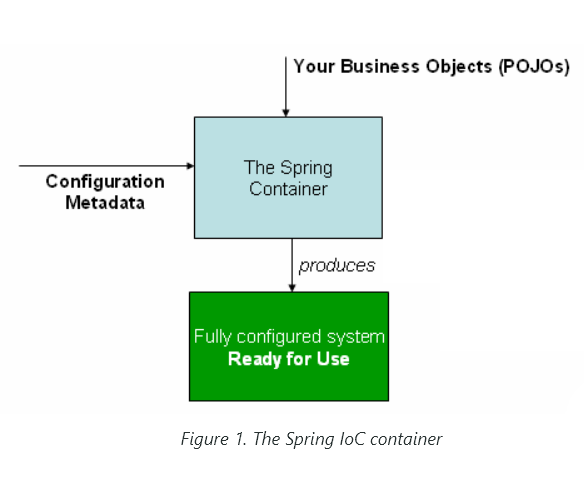 Your Business Objects (POJOs)
The Spring
Container
Configuration
Metadata
produces
Fully configured system
Ready for Use
Figure 1. The Spring IoC container